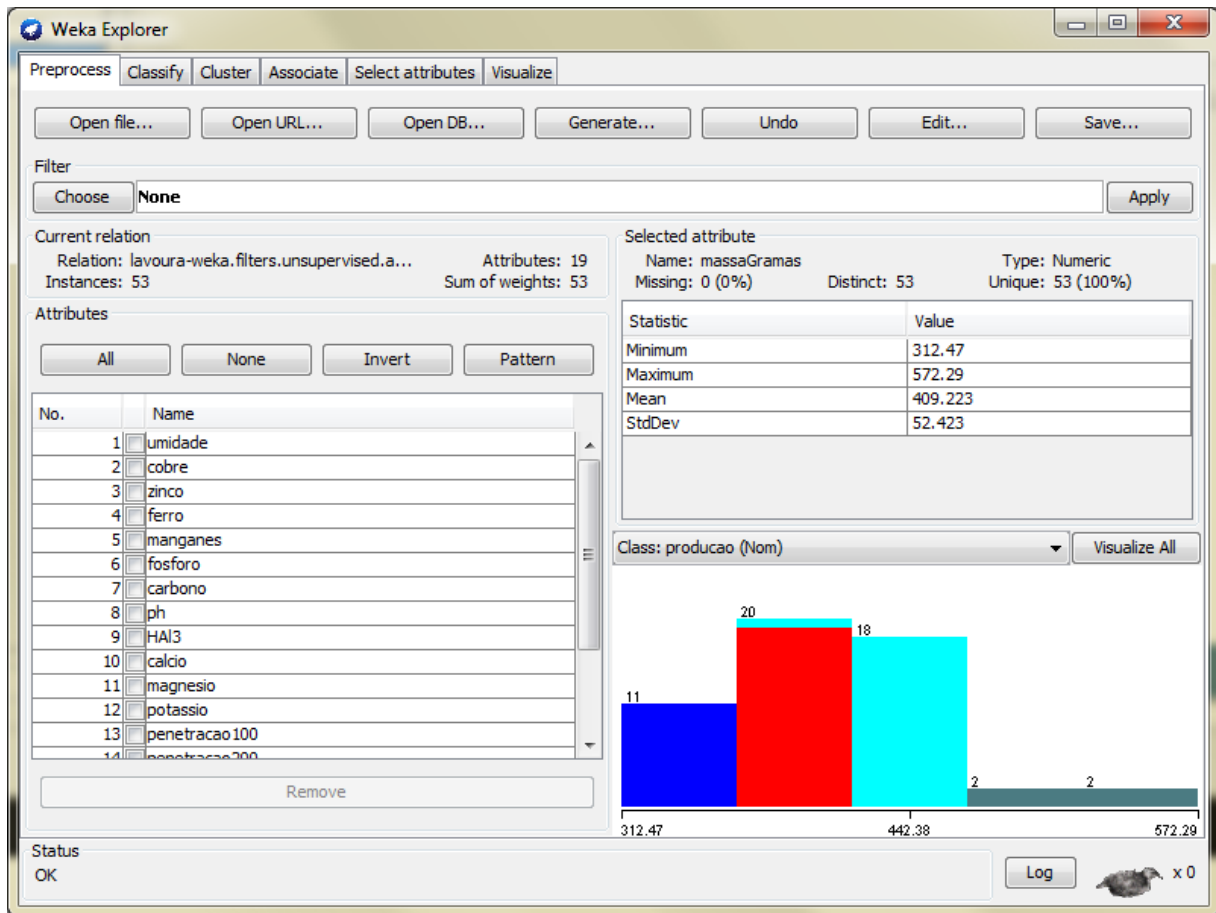 Weka Explorer
Preprocess Classify Cluster Associate Select attributes Visualize
Open file... Open URL... Open DB... Generate... Undo Edit... Save...
Filter
Choose None Apply
Current relation
Relation: lavoura-weka.filters.unsupervised.a... Attributes: 19
Instances: 53 Sum of weights: 53
Attributes
All None Invert Pattern
No. Name
1 umidade
2 cobre
3 zinco
4 ferro
5 manganes
6 fosforo
7 carbono
8 ph
9 HAl3
10 calcio
11 magnesio
12 potassio
13 penetracao100
14 penetracao200
Remove
Selected attribute
Name: massaGramas Type: Numeric
Missing: 0 (0%) Distinct: 53 Unique: 53 (100%)
Statistic Value
Minimum 312.47
Maximum 572.29
Mean 409.223
StdDev 52.423
Class: producao (Nom) Visualize All
11 20 18 2 2
312.47 442.38 572.29
Status
OK
Log x 0